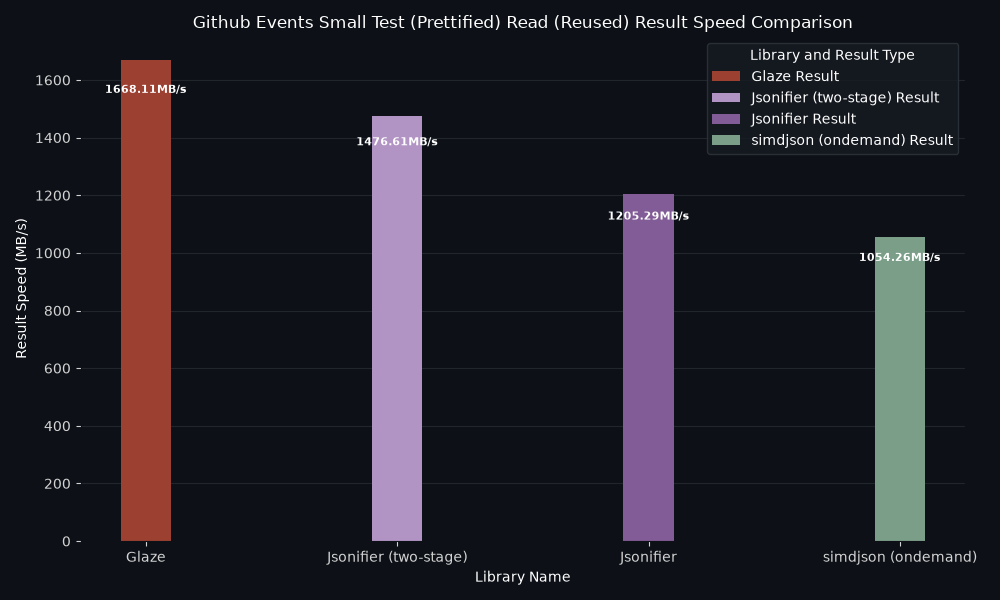 Github Events Small Test (Prettified) Read (Reused) Result Speed Comparison
Library and Result Type
Glaze Result
Jsonifier (two-stage) Result
Jsonifier Result
simdjson (ondemand) Result
Result Speed (MB/s)
1600
1400
1200
1000
800
600
400
200
0
1668.11MB/s
1476.61MB/s
1205.29MB/s
1054.26MB/s
Glaze
Jsonifier (two-stage)
Jsonifier
simdjson (ondemand)
Library Name